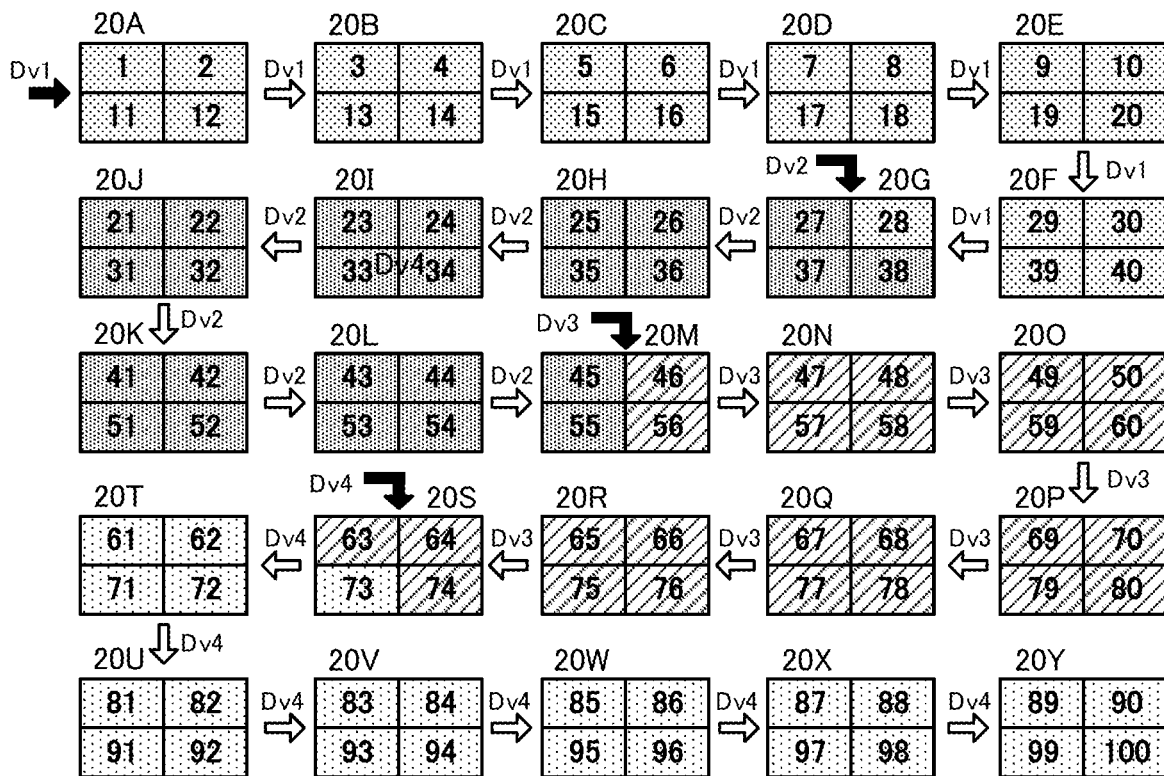 20A 20B 20C 20D 20E
Dv1 1 2 Dv1 3 4 Dv1 5 6 Dv1 7 8 Dv1 9 10
11 12 13 14 15 16 17 18 19 20
20J 20I 20H Dv2 20G 20F Dv1
21 22 Dv2 23 24 Dv2 25 26 Dv2 27 28 Dv1 29 30
31 32 33 Dv4 34 35 36 37 38 39 40
20K Dv2 20L Dv3 20M 20N 20O
41 42 Dv2 43 44 Dv2 45 46 Dv3 47 48 Dv3 49 50
51 52 53 54 55 56 57 58 59 60
20T Dv4 20S 20R 20Q 20P Dv3
61 62 Dv4 63 64 Dv3 65 66 Dv3 67 68 Dv3 69 70
71 72 73 74 75 76 77 78 79 80
20U Dv4 20V 20W 20X 20Y
81 82 Dv4 83 84 Dv4 85 86 Dv4 87 88 Dv4 89 90
91 92 93 94 95 96 97 98 99 100